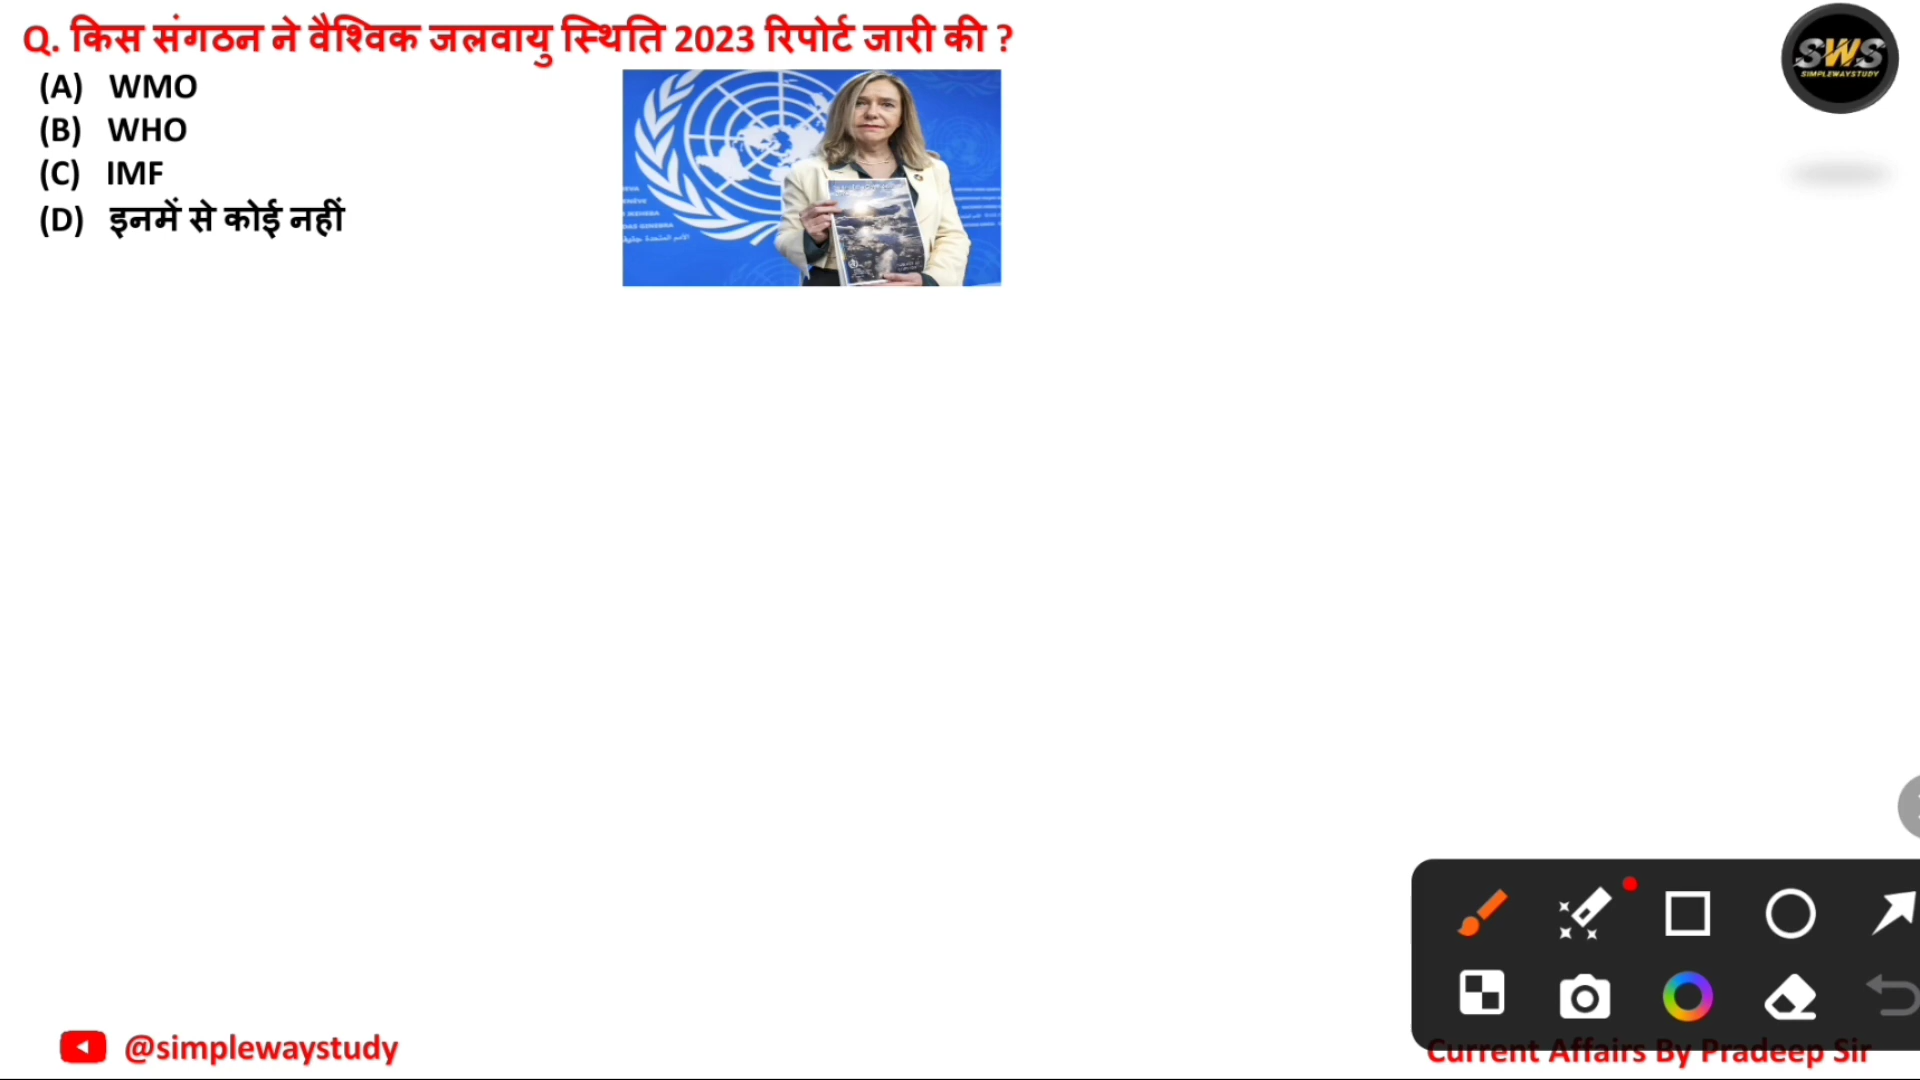 Q. किस संगठन ने वैश्विक जलवायु स्थिति 2023 रिपोर्ट जारी की ?
(A) WMO
(B) WHO
(C) IMF
(D) इनमें से कोई नहीं
SWS
SIMPLEWAYSTUDY
@simplewaystudy
Current Affairs By Pradeep Sir